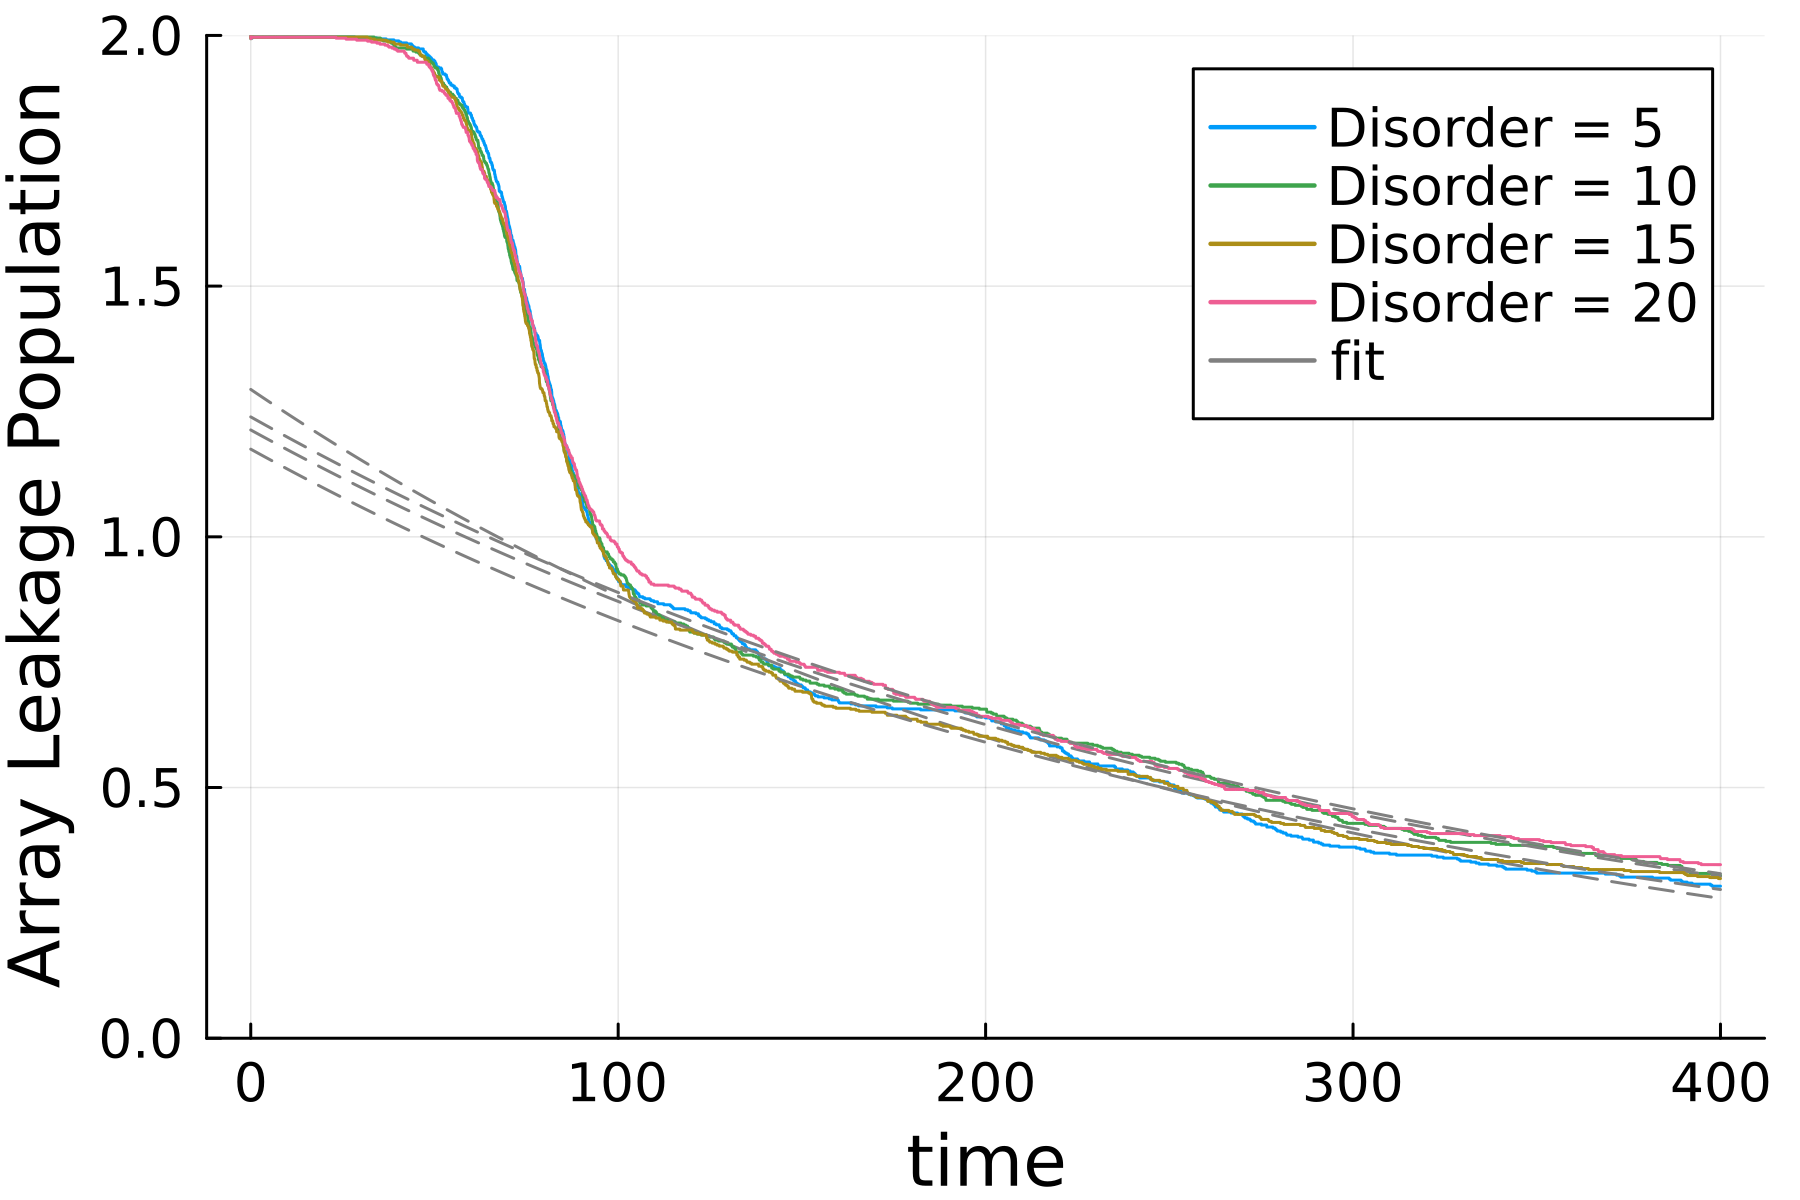 Array Leakage Population
2.0
1.5
1.0
0.5
0.0
Disorder = 5
Disorder = 10
Disorder = 15
Disorder = 20
fit
0 100 200 300 400
time